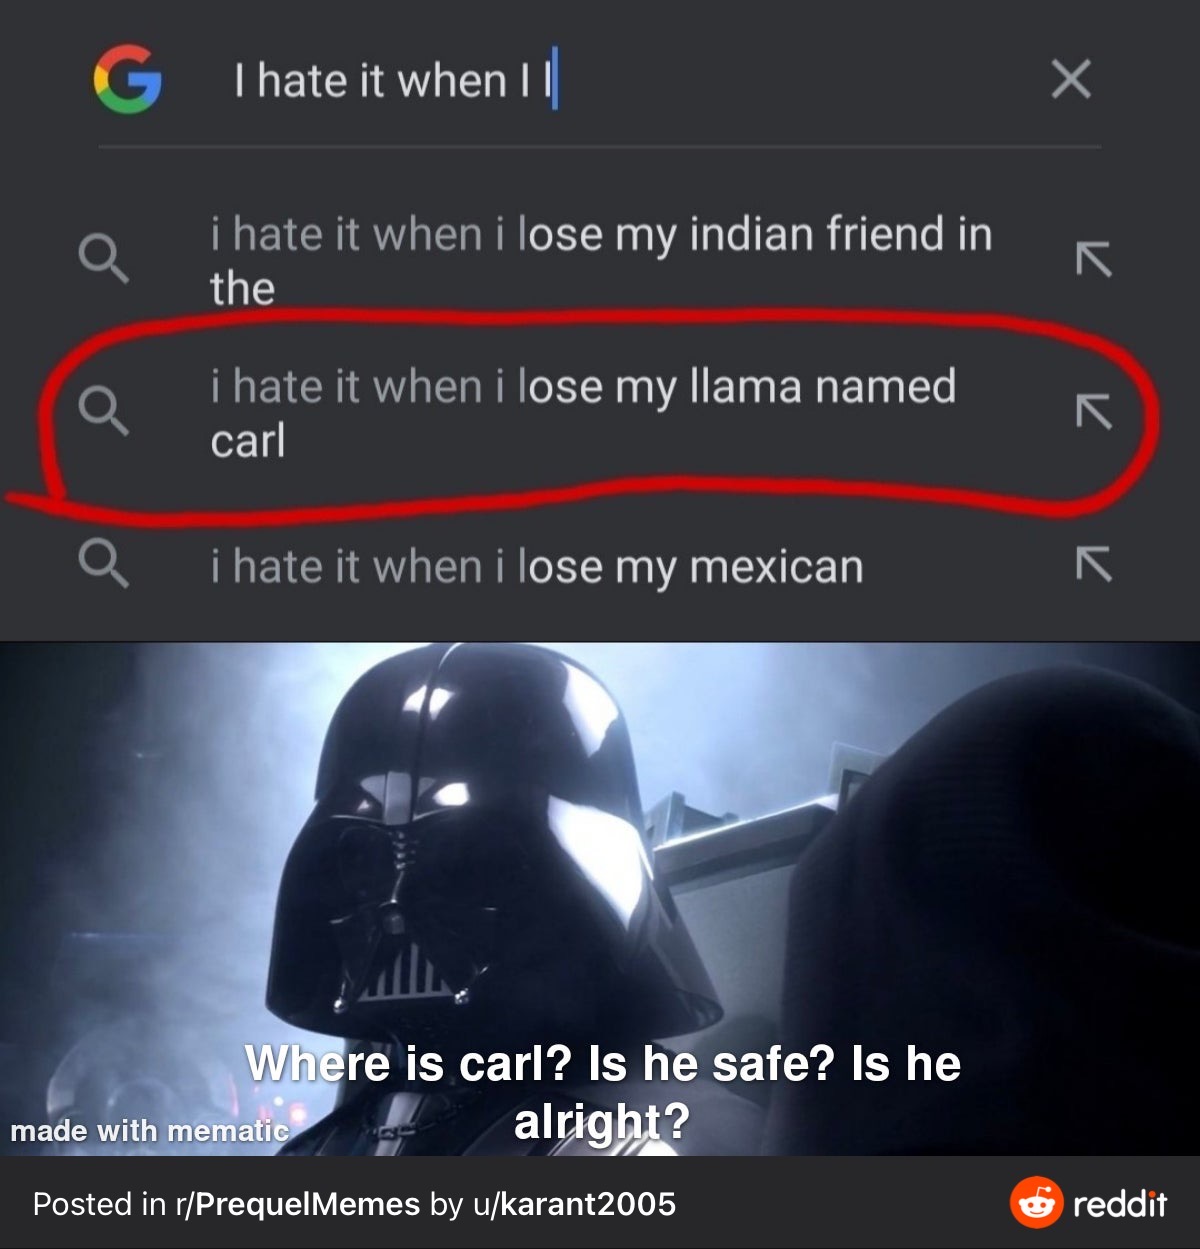 I hate it when I l
i hate it when i lose my indian friend in
the
i hate it when i lose my llama named
carl
i hate it when i lose my mexican
Where is carl? Is he safe? Is he
alright?
made with mematic
Posted in r/PrequelMemes by u/karant2005
reddit